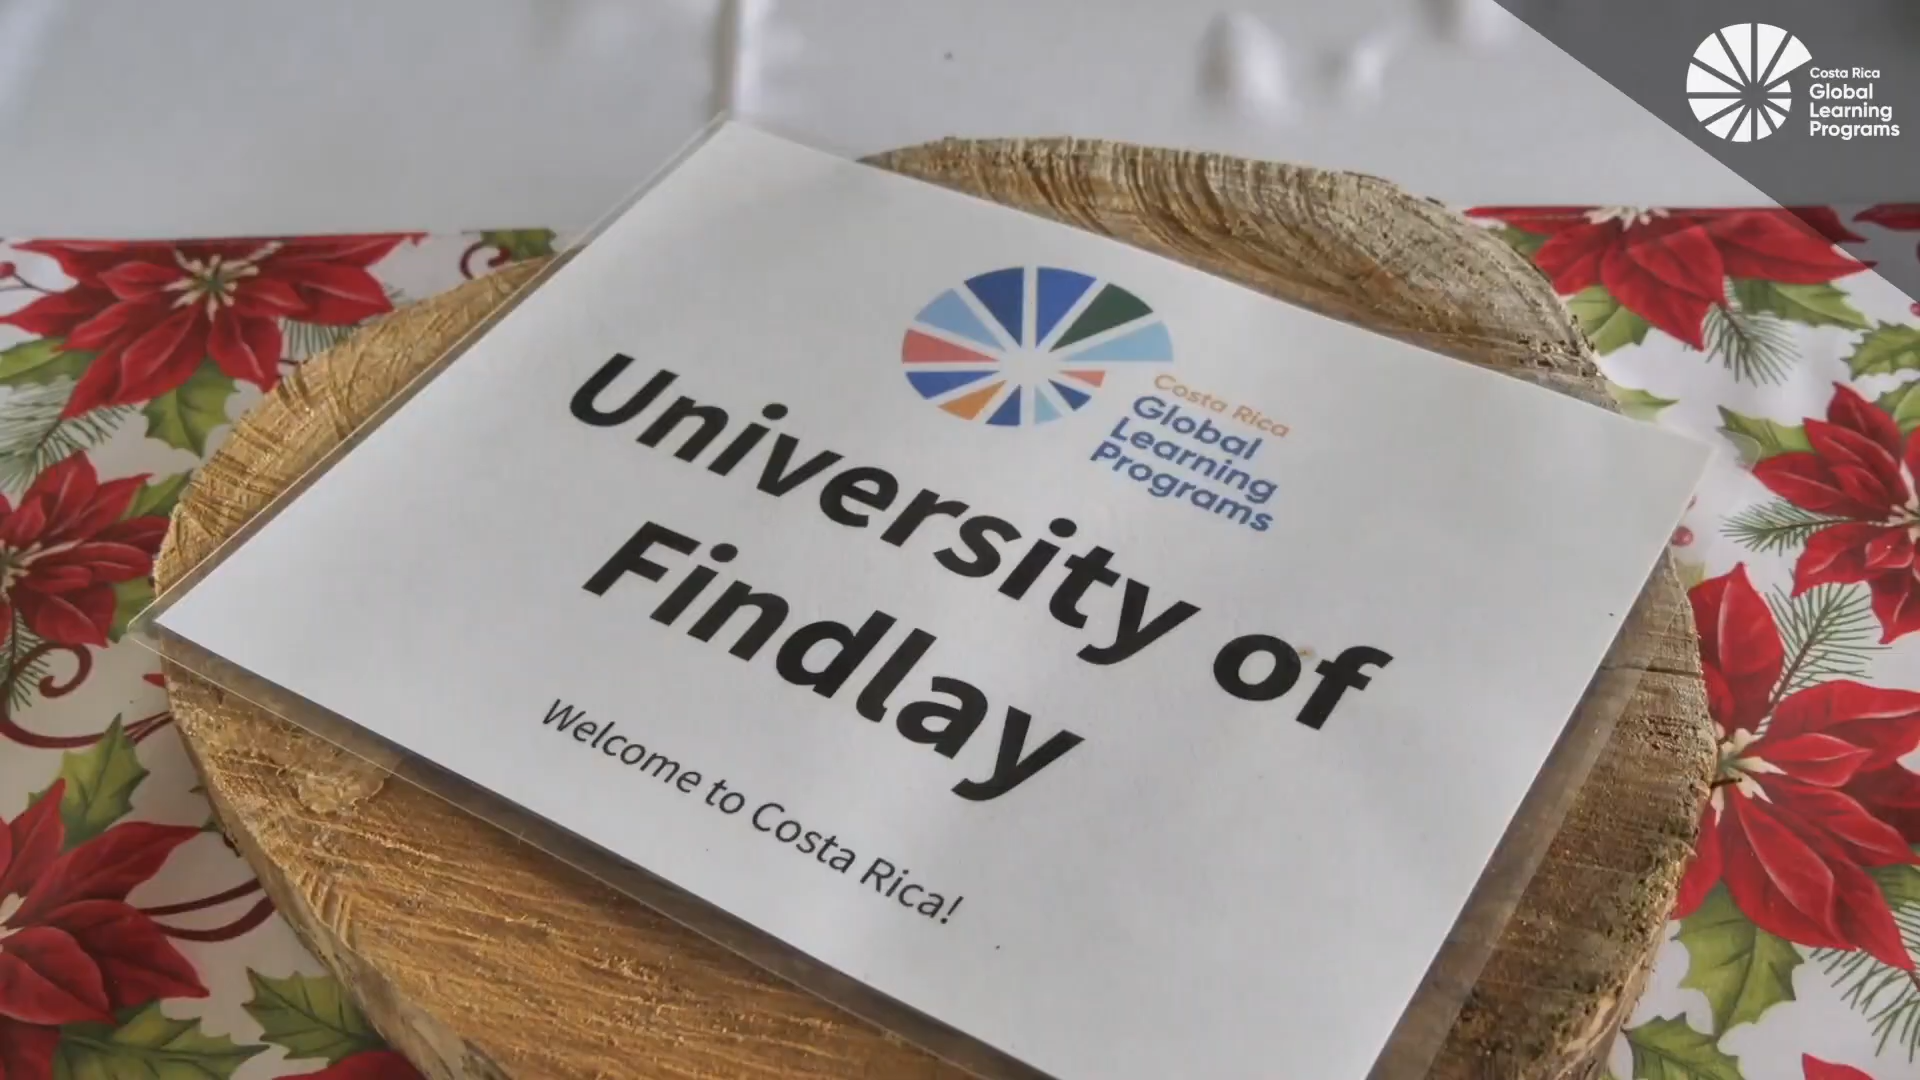 Costa Rica
Global
Learning
Programs
Costa Rica
Global
Learning
Programs
University of
Findlay
Welcome to Costa Rica!